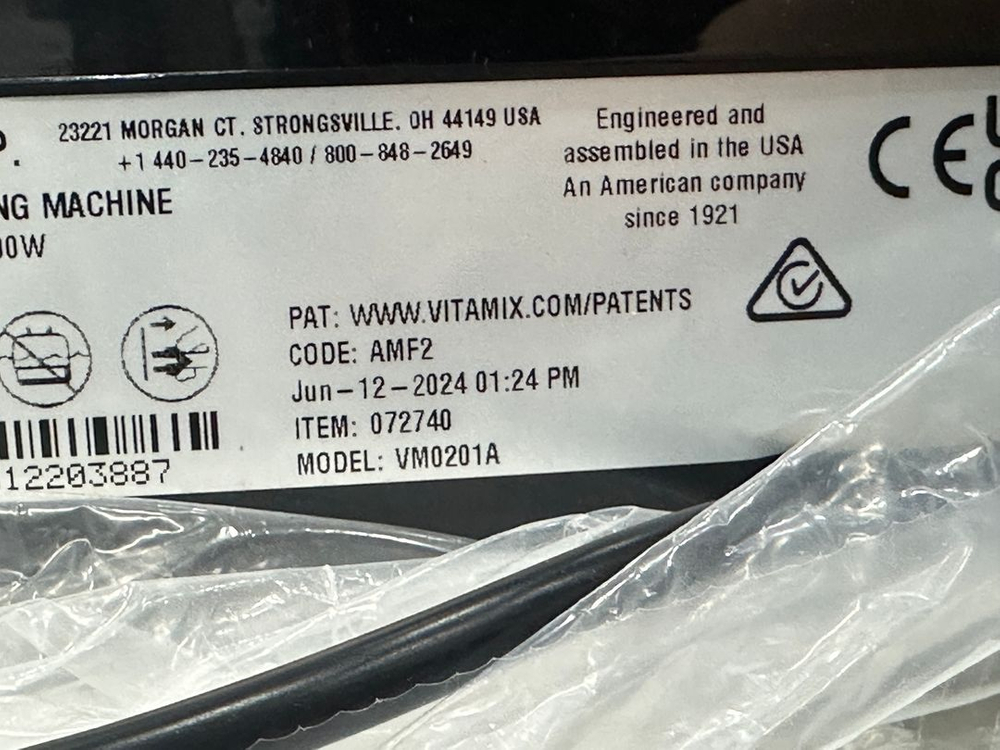 23221 MORGAN CT. STRONGSVILLE. OH 44149 USA
+1 440-235-4840 / 800-848-2649
NG MACHINE
00W
Engineered and
assembled in the USA
An American company
since 1921
CE
PAT: WWW.VITAMIX.COM/PATENTS
CODE: AMF2
Jun-12-2024 01:24 PM
ITEM: 072740
MODEL: VM0201A
12203887